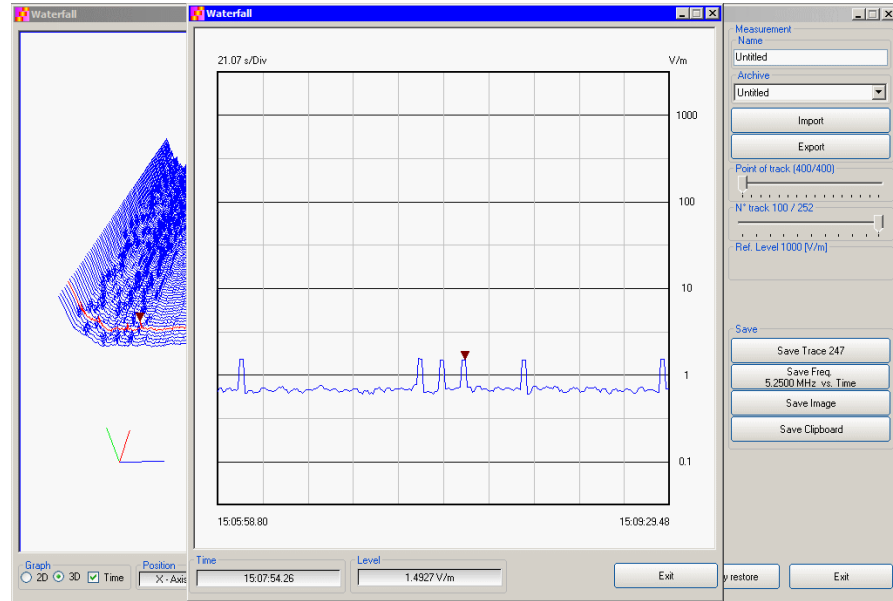 Waterfall
Waterfall
21.07 s/Div
V/m
1000
100
10
1
0.1
15:05:58.80
15:09:29.48
Time
15:07:54.26
Level
1.4927 V/m
Exit
Measurement
Name
Untitled
Archive
Untitled
Import
Export
Point of track (400/400)
N° track 100 / 252
Ref. Level 1000 [V/m]
Save
Save Trace 247
Save Freq.
5.2500 MHz vs. Time
Save Image
Save Clipboard
Graph
2D
3D
Time
Position
X - Axis
y restore
Exit